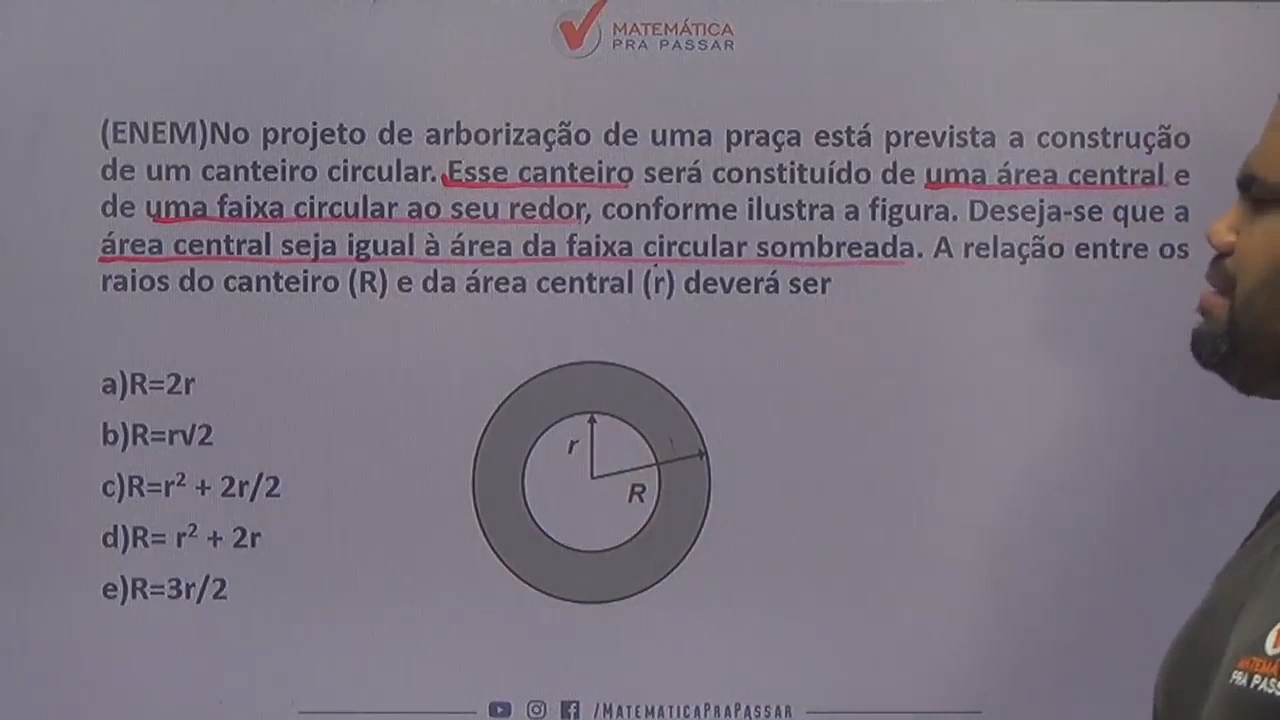 MATEMÁTICA
PRA PASSAR
(ENEM)No projeto de arborização de uma praça está prevista a construção
de um canteiro circular. Esse canteiro será constituído de uma área central e
de uma faixa circular ao seu redor, conforme ilustra a figura. Deseja-se que a
área central seja igual à área da faixa circular sombreada. A relação entre os
raios do canteiro (R) e da área central (r) deverá ser
a)R=2r
b)R=r√2
c)R=r² + 2r/2
d)R= r² + 2r
e)R=3r/2
r
R
/MATEMATICAPRAPASSAR